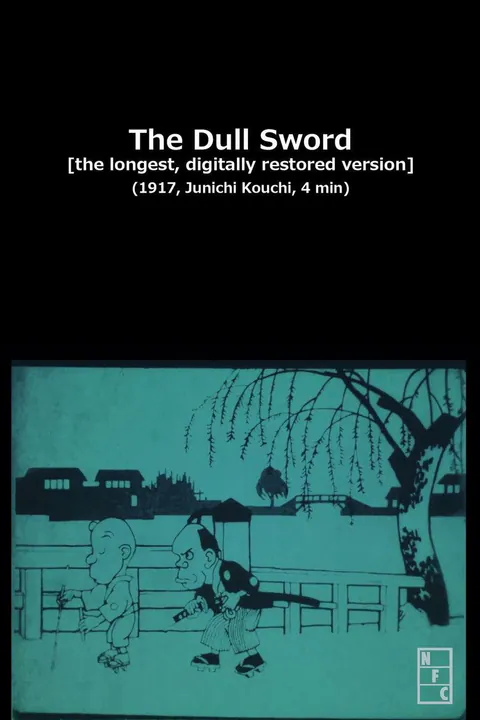 The Dull Sword
[the longest, digitally restored version]
(1917, Junichi Kouchi, 4 min)
N
F
C